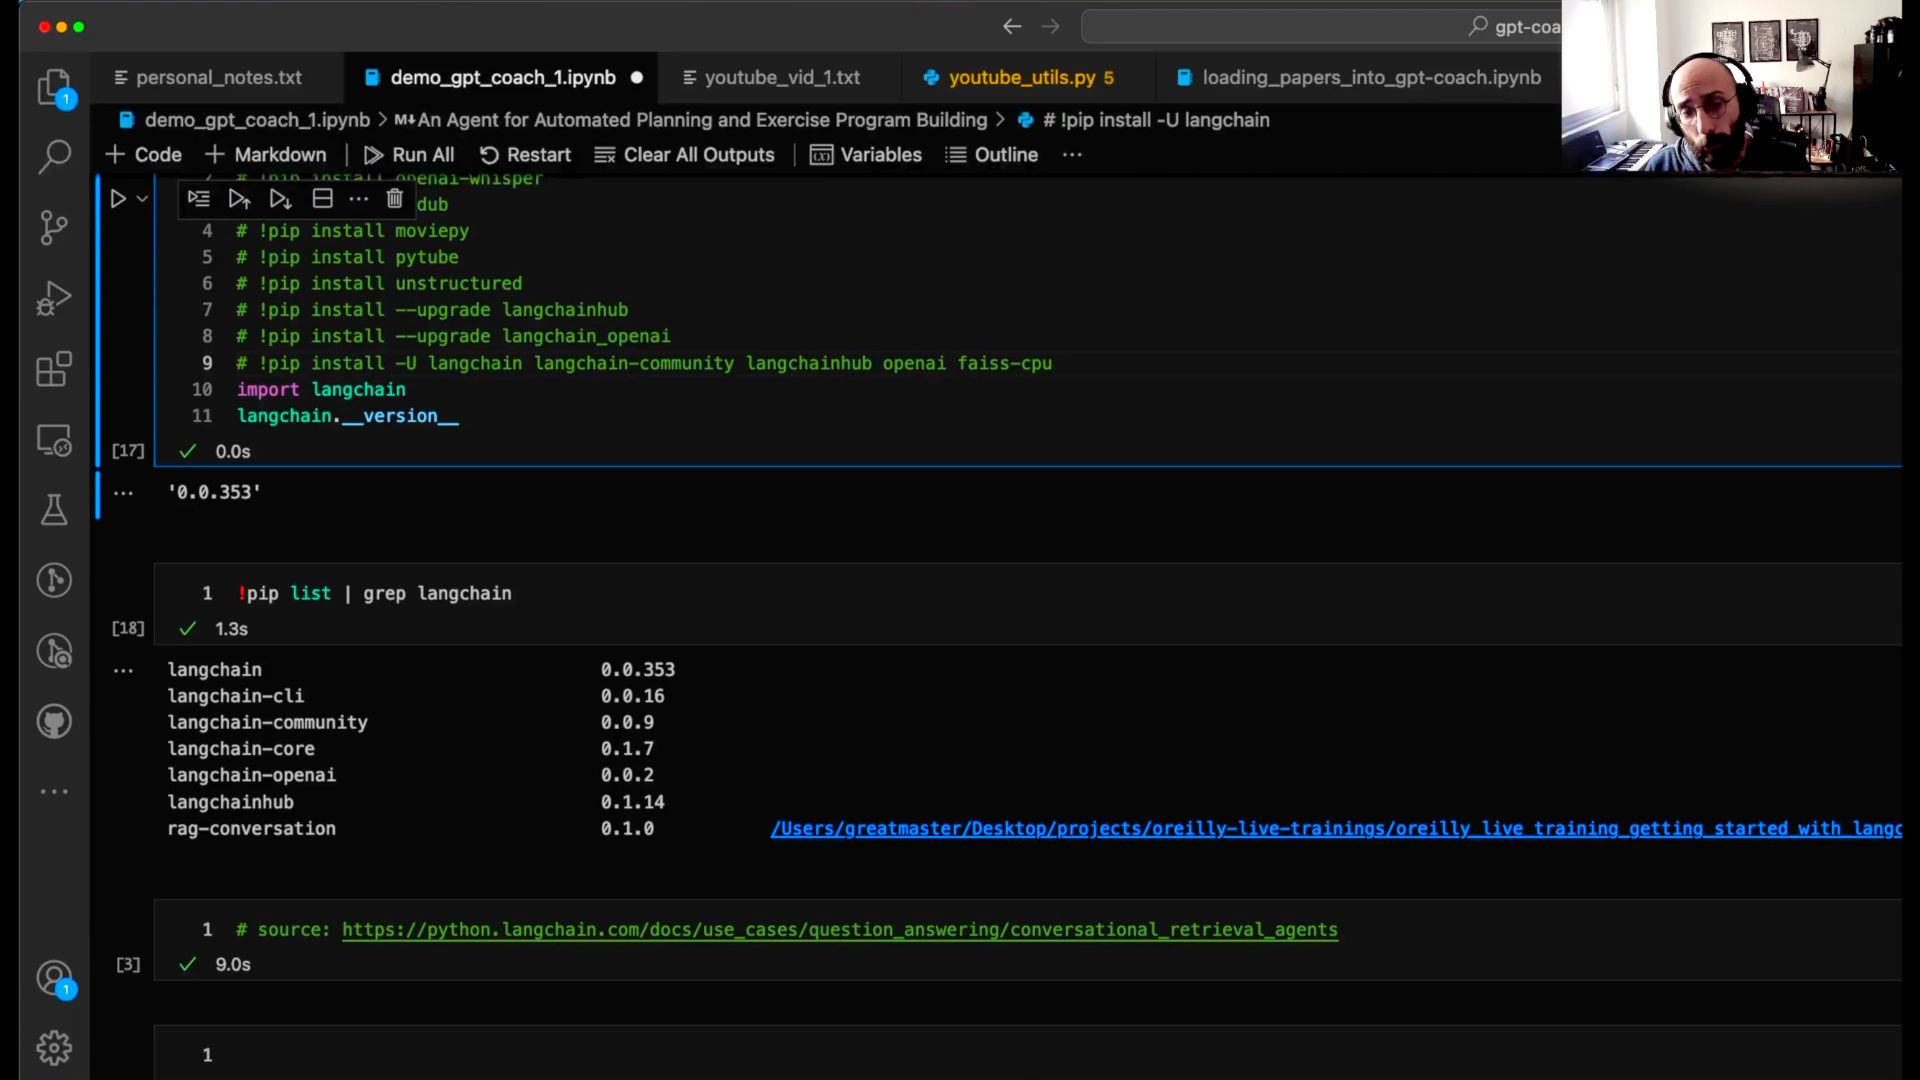 gpt-coa
personal_notes.txt
demo_gpt_coach_1.ipynb
youtube_vid_1.txt
youtube_utils.py 5
loading_papers_into_gpt-coach.ipynb
demo_gpt_coach_1.ipynb > M↓An Agent for Automated Planning and Exercise Program Building > # !pip install -U langchain
+ Code + Markdown | Run All Restart Clear All Outputs | Variables Outline ...
2 # !pip install openai-whisper
dub
4 # !pip install moviepy
5 # !pip install pytube
6 # !pip install unstructured
7 # !pip install --upgrade langchainhub
8 # !pip install --upgrade langchain_openai
9 # !pip install -U langchain langchain-community langchainhub openai faiss-cpu
10 import langchain
11 langchain.__version__
[17] ✓ 0.0s
... '0.0.353'
1 !pip list | grep langchain
[18] ✓ 1.3s
... langchain 0.0.353
langchain-cli 0.0.16
langchain-community 0.0.9
langchain-core 0.1.7
langchain-openai 0.0.2
langchainhub 0.1.14
rag-conversation 0.1.0 /Users/greatmaster/Desktop/projects/oreilly-live-trainings/oreilly_live_training_getting_started_with_langc
1 # source: https://python.langchain.com/docs/use_cases/question_answering/conversational_retrieval_agents
[3] ✓ 9.0s
1
1
1